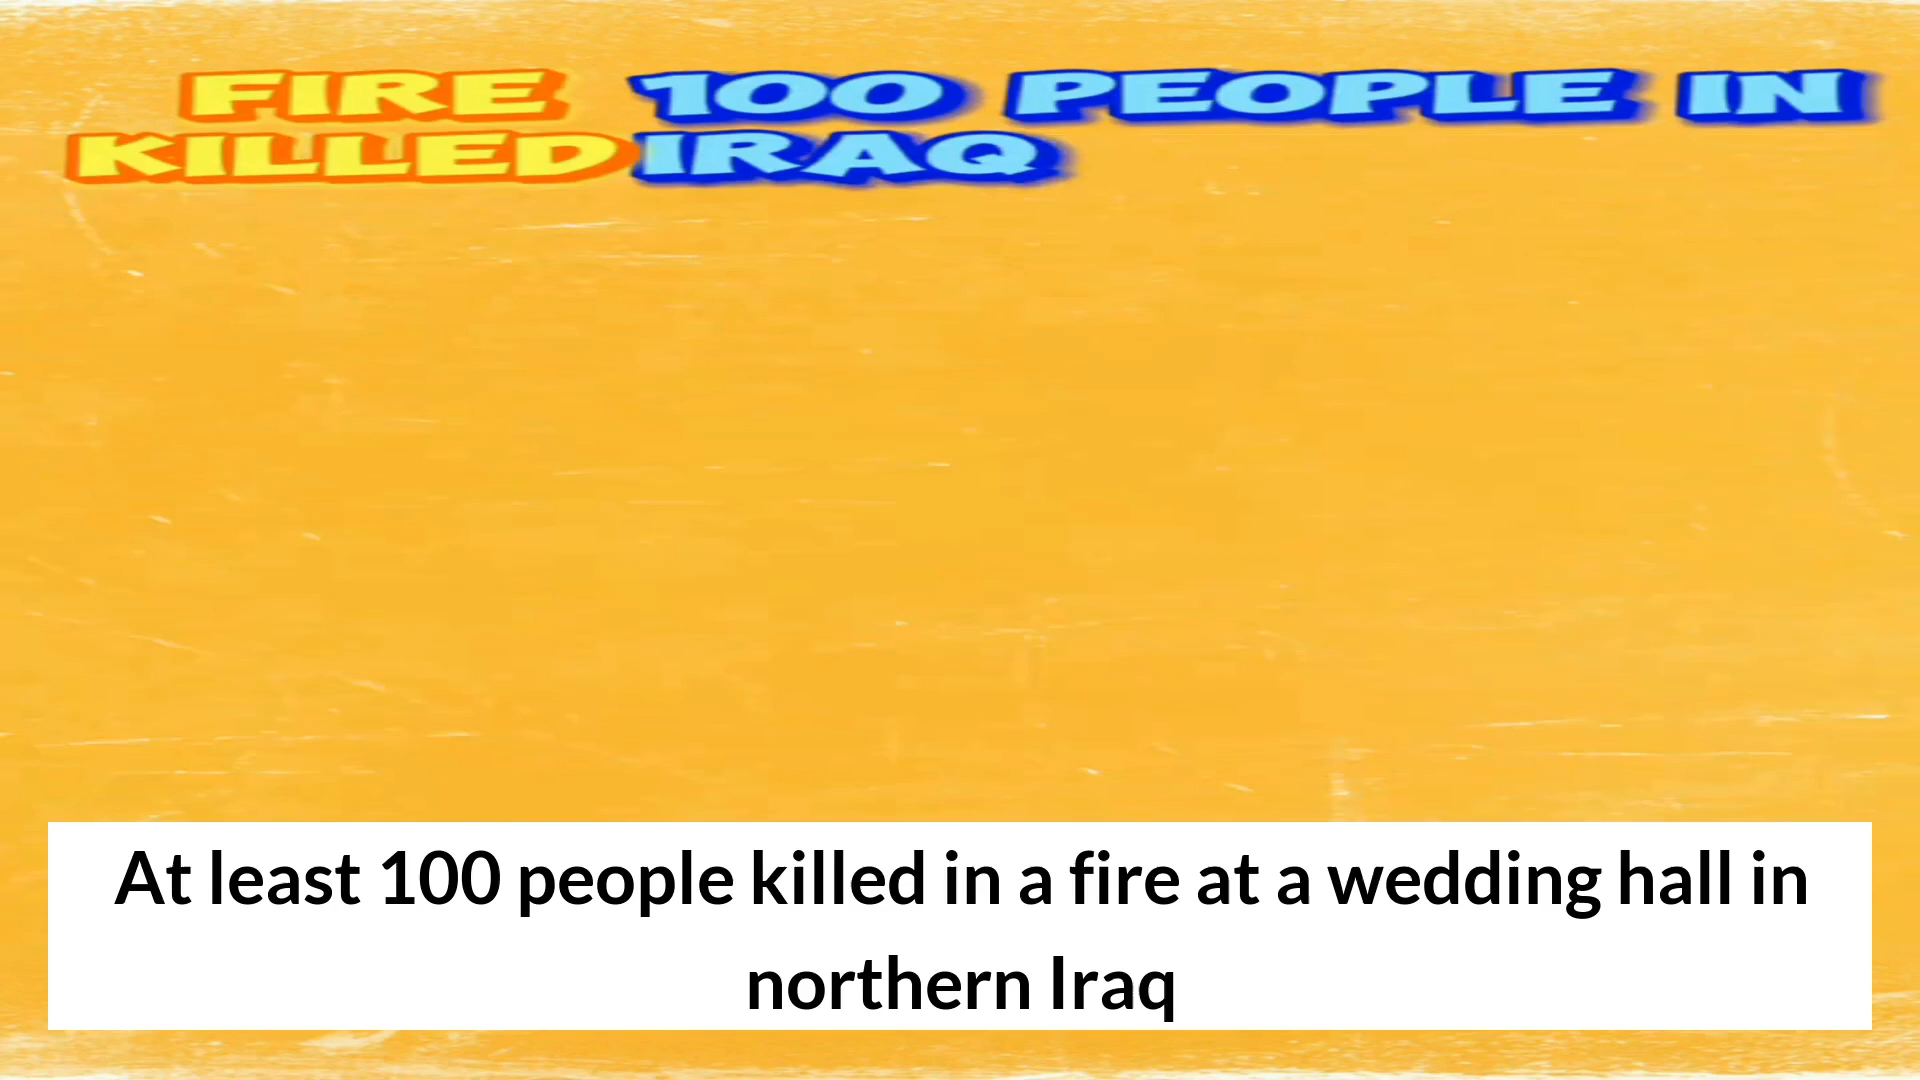 FIRE 100 PEOPLE IN
KILLED IRAQ
At least 100 people killed in a fire at a wedding hall in
northern Iraq